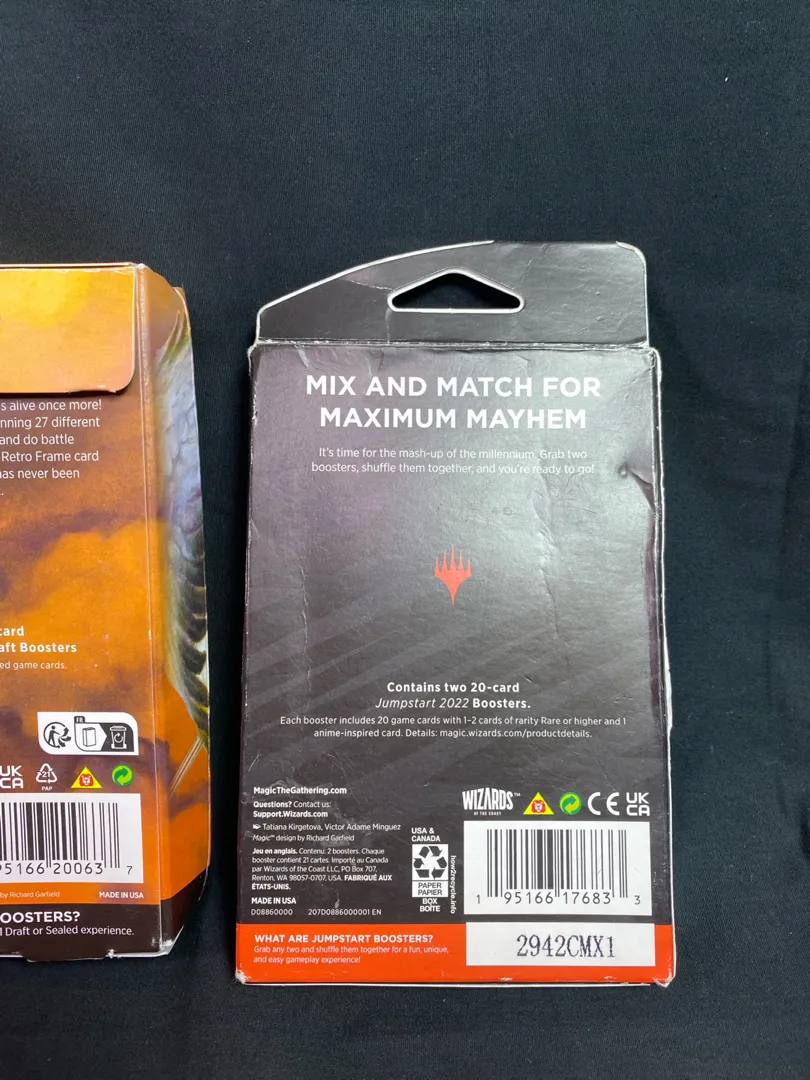 s alive once more!
nning 27 different
and do battle
Retro Frame card
as never been
card
aft Boosters
ed game cards.
FR
UK
CA
21
PAP
95166 20063 7
by Richard Garfield
MADE IN USA
OOSTERS?
l Draft or Sealed experience.
MIX AND MATCH FOR
MAXIMUM MAYHEM
It's time for the mash-up of the millennium. Grab two
boosters, shuffle them together, and you're ready to go!
Contains two 20-card
Jumpstart 2022 Boosters.
Each booster includes 20 game cards with 1–2 cards of rarity Rare or higher and 1
anime-inspired card. Details: magic.wizards.com/productdetails.
MagicTheGathering.com
Questions? Contact us:
Support.Wizards.com
Tatiana Kirgetova, Victor Adame Minguez
Magic™ design by Richard Garfield
Jeu en anglais. Contenu: 2 boosters. Chaque
booster contient 21 cartes. Importé au Canada
par Wizards of the Coast LLC, PO Box 707,
Renton, WA 98057-0707, USA. FABRIQUÉ AUX
ÉTATS-UNIS.
MADE IN USA
D08860000 207D0886000001 EN
USA &
CANADA
PAPER
PAPIER
BOX
BOÎTE
how2recycle.info
WIZARDS™
OF THE COAST
CE
UK
CA
1 95166 17683 3
WHAT ARE JUMPSTART BOOSTERS?
Grab any two and shuffle them together for a fun, unique,
and easy gameplay experience!
2942CMX1